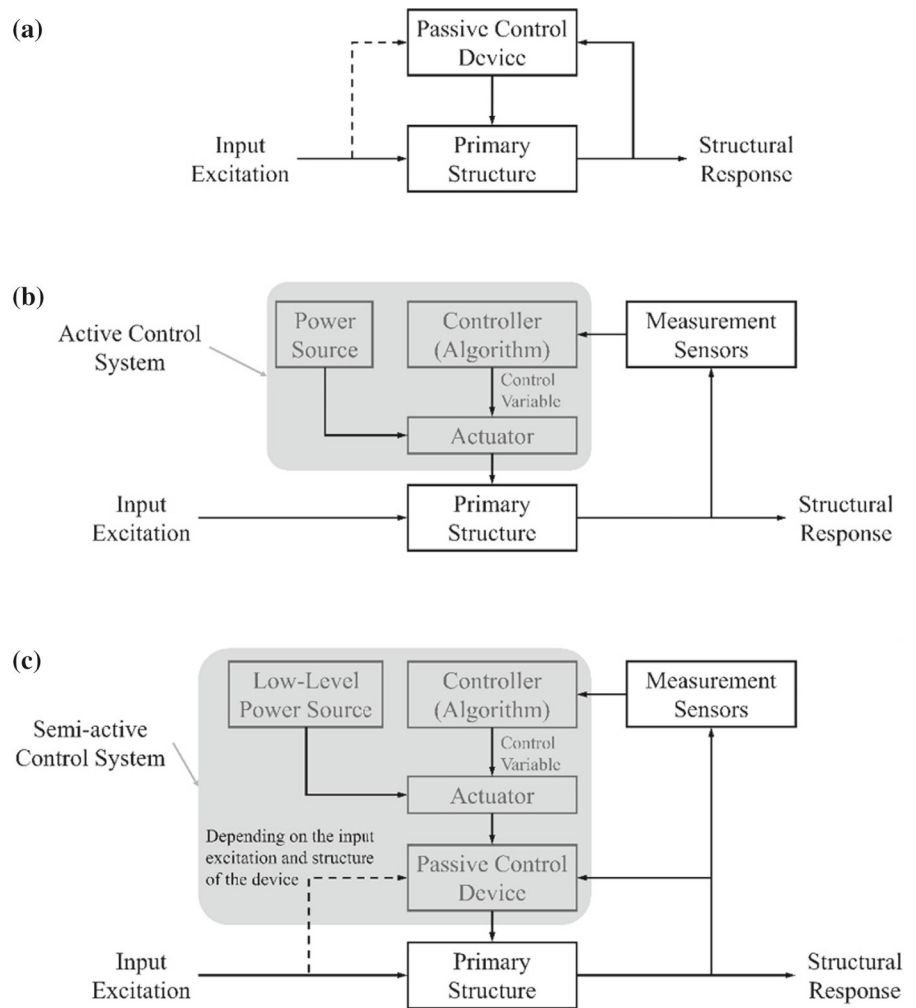 (a)
Passive Control
Device
Input
Excitation
Primary
Structure
Structural
Response
(b)
Active Control
System
Power
Source
Controller
(Algorithm)
Measurement
Sensors
Control
Variable
Actuator
Input
Excitation
Primary
Structure
Structural
Response
(c)
Semi-active
Control System
Low-Level
Power Source
Controller
(Algorithm)
Measurement
Sensors
Control
Variable
Actuator
Depending on the input
excitation and structure
of the device
Passive Control
Device
Input
Excitation
Primary
Structure
Structural
Response